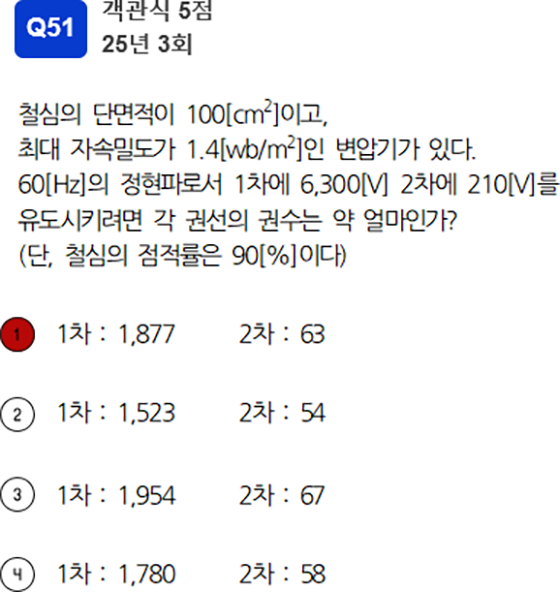 Q51
객관식 5점
25년 3회
철심의 단면적이 100[cm²]이고,
최대 자속밀도가 1.4[wb/m²]인 변압기가 있다.
60[Hz]의 정현파로서 1차에 6,300[V] 2차에 210[V]를
유도시키려면 각 권선의 권수는 약 얼마인가?
(단, 철심의 점적률은 90[%]이다)
1 1차 : 1,877 2차 : 63
2 1차 : 1,523 2차 : 54
3 1차 : 1,954 2차 : 67
4 1차 : 1,780 2차 : 58